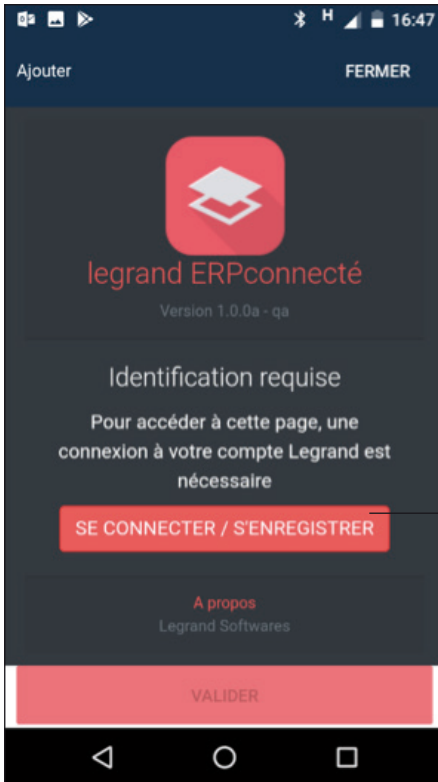 H 16:47
Ajouter FERMER
legrand ERPconnecté
Version 1.0.0a - qa
Identification requise
Pour accéder à cette page, une
connexion à votre compte Legrand est
nécessaire
SE CONNECTER / S'ENREGISTRER
A propos
Legrand Softwares
VALIDER